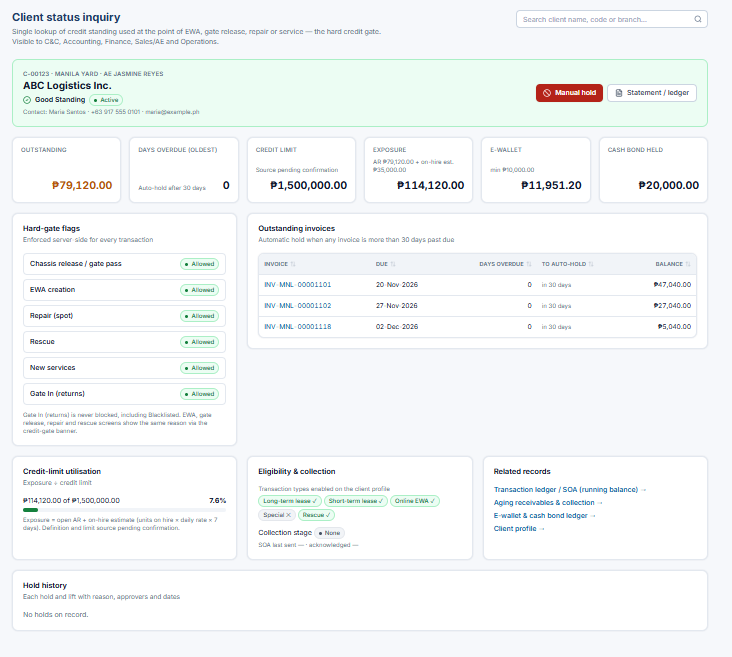 Client status inquiry
Single lookup of credit standing used at the point of EWA, gate release, repair or service — the hard credit gate.
Visible to C&C, Accounting, Finance, Sales/AE and Operations.
Search client name, code or branch...
C-00123 · MANILA YARD · AE JASMINE REYES
ABC Logistics Inc.
Good Standing
Active
Contact: Maria Santos · +63 917 555 0101 · maria@example.ph
Manual hold
Statement / ledger
OUTSTANDING
₱79,120.00
DAYS OVERDUE (OLDEST)
Auto-hold after 30 days
0
CREDIT LIMIT
Source pending confirmation
₱1,500,000.00
EXPOSURE
AR ₱79,120.00 + on-hire est.
₱35,000.00
₱114,120.00
E-WALLET
min ₱10,000.00
₱11,951.20
CASH BOND HELD
₱20,000.00
Hard-gate flags
Enforced server-side for every transaction
Chassis release / gate pass
Allowed
EWA creation
Allowed
Repair (spot)
Allowed
Rescue
Allowed
New services
Allowed
Gate In (returns)
Allowed
Gate In (returns) is never blocked, including Blacklisted. EWA, gate
release, repair and rescue screens show the same reason via the
credit-gate banner.
Outstanding invoices
Automatic hold when any invoice is more than 30 days past due
INVOICE DUE DAYS OVERDUE TO AUTO-HOLD BALANCE
INV-MNL-00001101 20-Nov-2026 0 in 30 days ₱47,040.00
INV-MNL-00001102 27-Nov-2026 0 in 30 days ₱27,040.00
INV-MNL-00001118 02-Dec-2026 0 in 30 days ₱5,040.00
Credit-limit utilisation
Exposure ÷ credit limit
₱114,120.00 of ₱1,500,000.00
7.6%
Exposure = open AR + on-hire estimate (units on hire × daily rate × 7
days). Definition and limit source pending confirmation.
Eligibility & collection
Transaction types enabled on the client profile
Long-term lease ✓ Short-term lease ✓ Online EWA ✓
Special ✕ Rescue ✓
Collection stage
None
SOA last sent — · acknowledged —
Related records
Transaction ledger / SOA (running balance) →
Aging receivables & collection →
E-wallet & cash bond ledger →
Client profile →
Hold history
Each hold and lift with reason, approvers and dates
No holds on record.